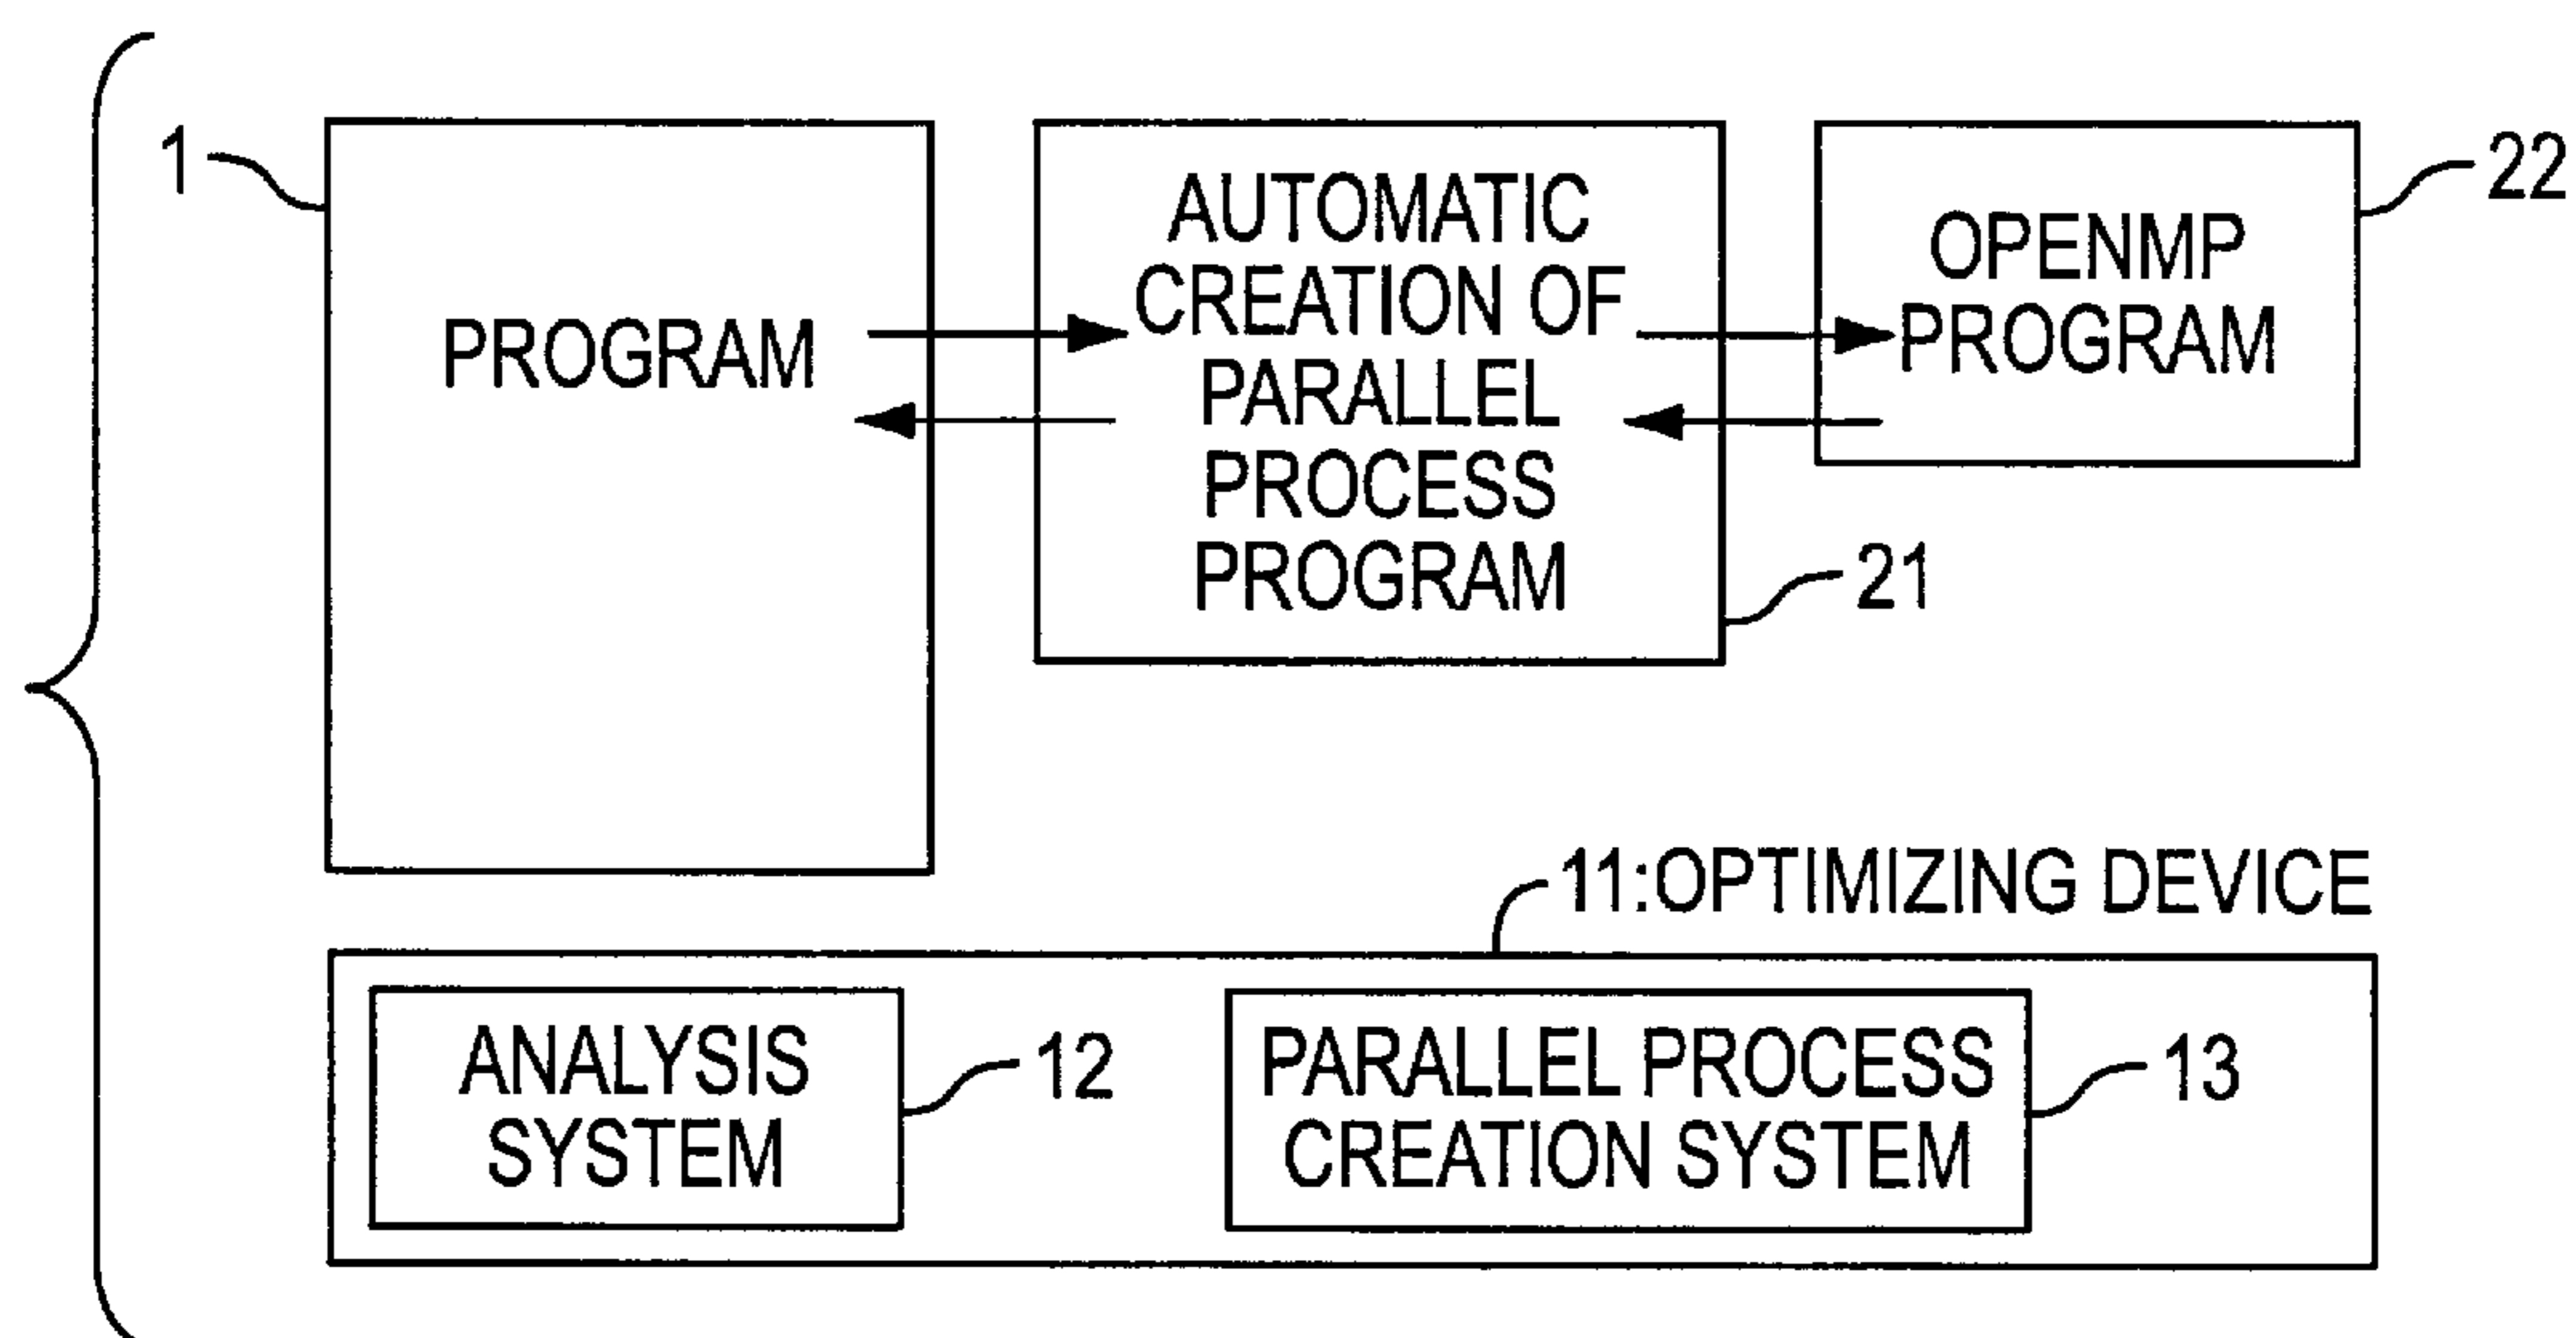 1
PROGRAM
AUTOMATIC
CREATION OF
PARALLEL
PROCESS
PROGRAM
21
OPENMP
PROGRAM
22
11:OPTIMIZING DEVICE
ANALYSIS
SYSTEM
12
PARALLEL PROCESS
CREATION SYSTEM
13